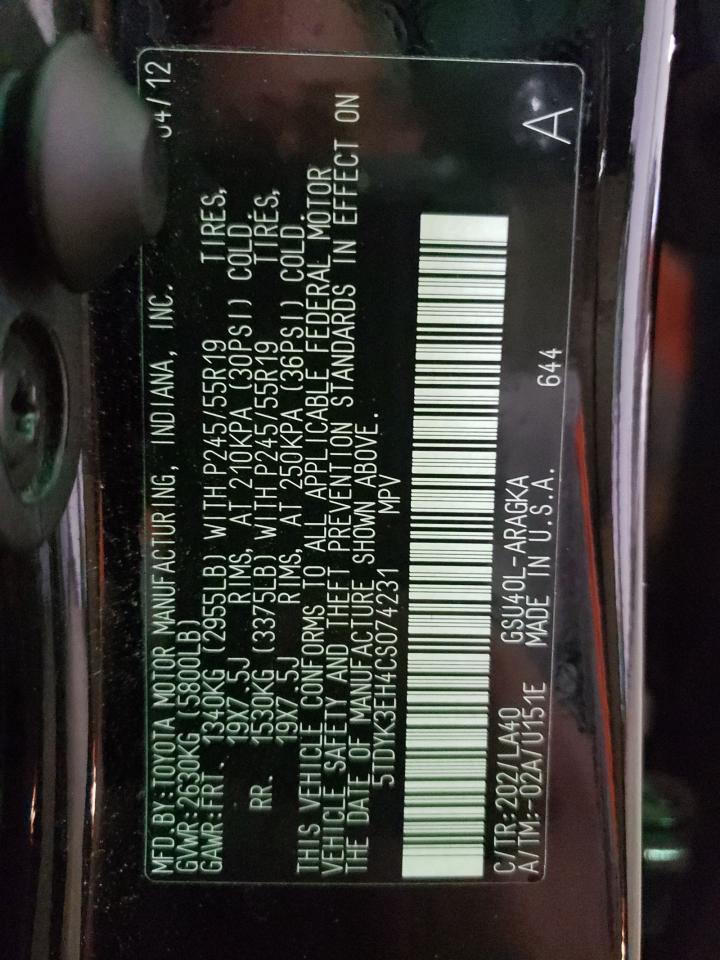 MFD.BY:TOYOTA MOTOR MANUFACTURING, INDIANA, INC. 04/12
GVWR:2630KG (5800LB)
GAWR:FRT. 1340KG (2955LB) WITH P245/55R19 TIRES,
19X7.5J RIMS, AT 210KPA (30PSI) COLD.
RR. 1530KG (3375LB) WITH P245/55R19 TIRES,
19X7.5J RIMS, AT 250KPA (36PSI) COLD.
THIS VEHICLE CONFORMS TO ALL APPLICABLE FEDERAL MOTOR
VEHICLE SAFETY AND THEFT PREVENTION STANDARDS IN EFFECT ON
THE DATE OF MANUFACTURE SHOWN ABOVE.
5TDYK3EH4CS074231 MPV
C/TR:202/LA40 GSU40L-ARAGKA
A/TM:-02A/U151E MADE IN U.S.A. 644
A